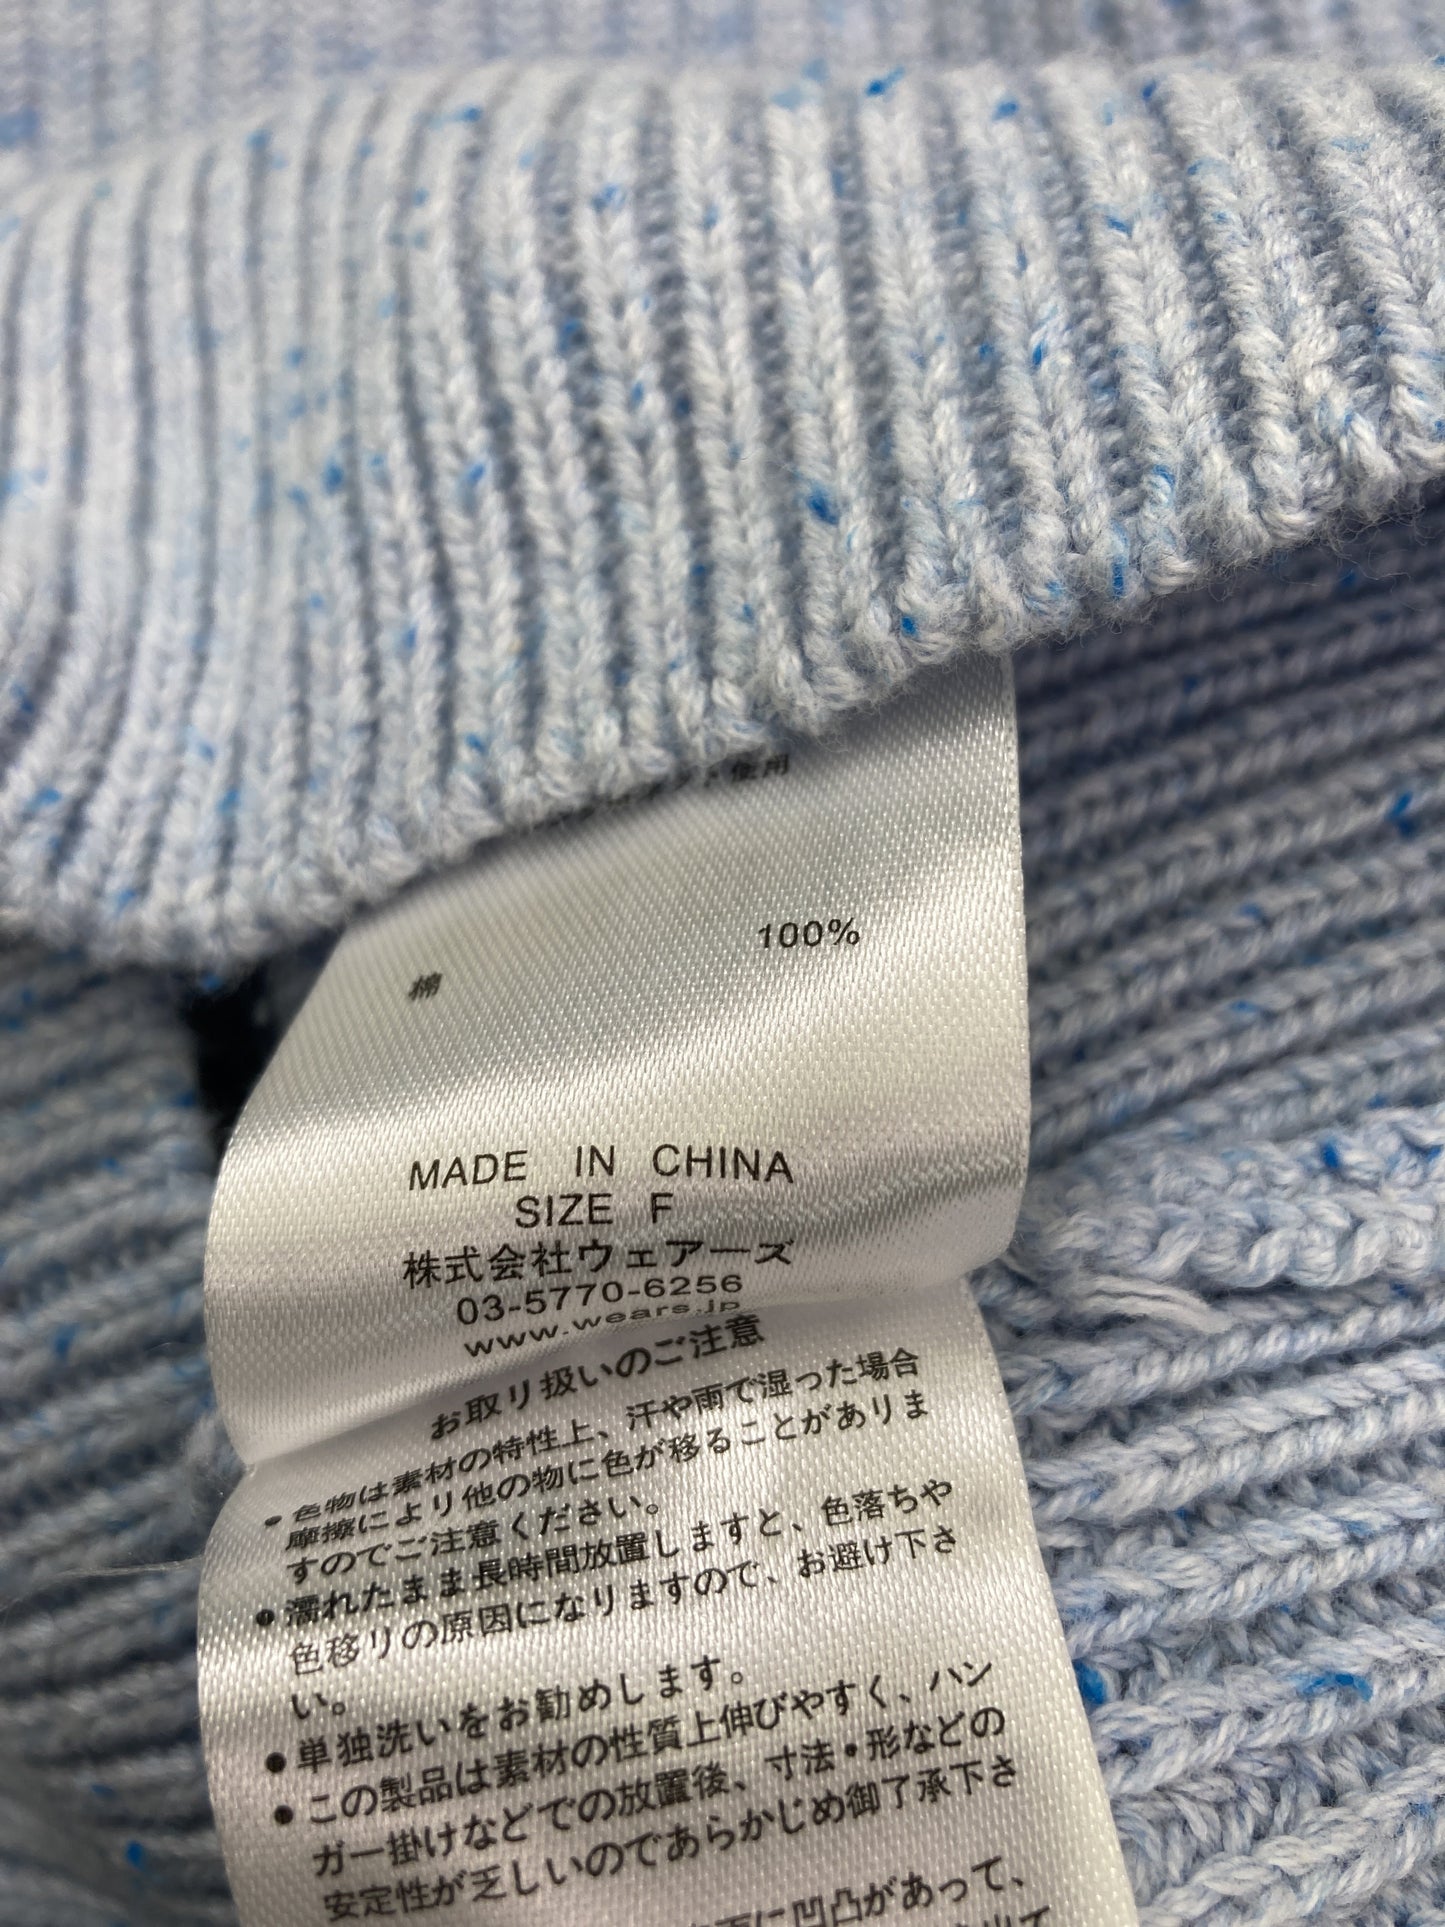 使用
棉 100%
MADE IN CHINA
SIZE F
株式会社ウェアーズ
03-5770-6256
www.wears.jp
お取り扱いのご注意
● 色物は素材の特性上、汗や雨で湿った場合
摩擦により他の物に色が移ることがありま
すのでご注意ください。
● 濡れたまま長時間放置しますと、色落ちや
色移りの原因になりますので、お避け下さ
い。
● 単独洗いをお勧めします。
● この製品は素材の性質上伸びやすく、ハン
ガー掛けなどでの放置後、寸法・形などの
安定性が乏しいのであらかじめ御了承下さ
に凹凸があって、